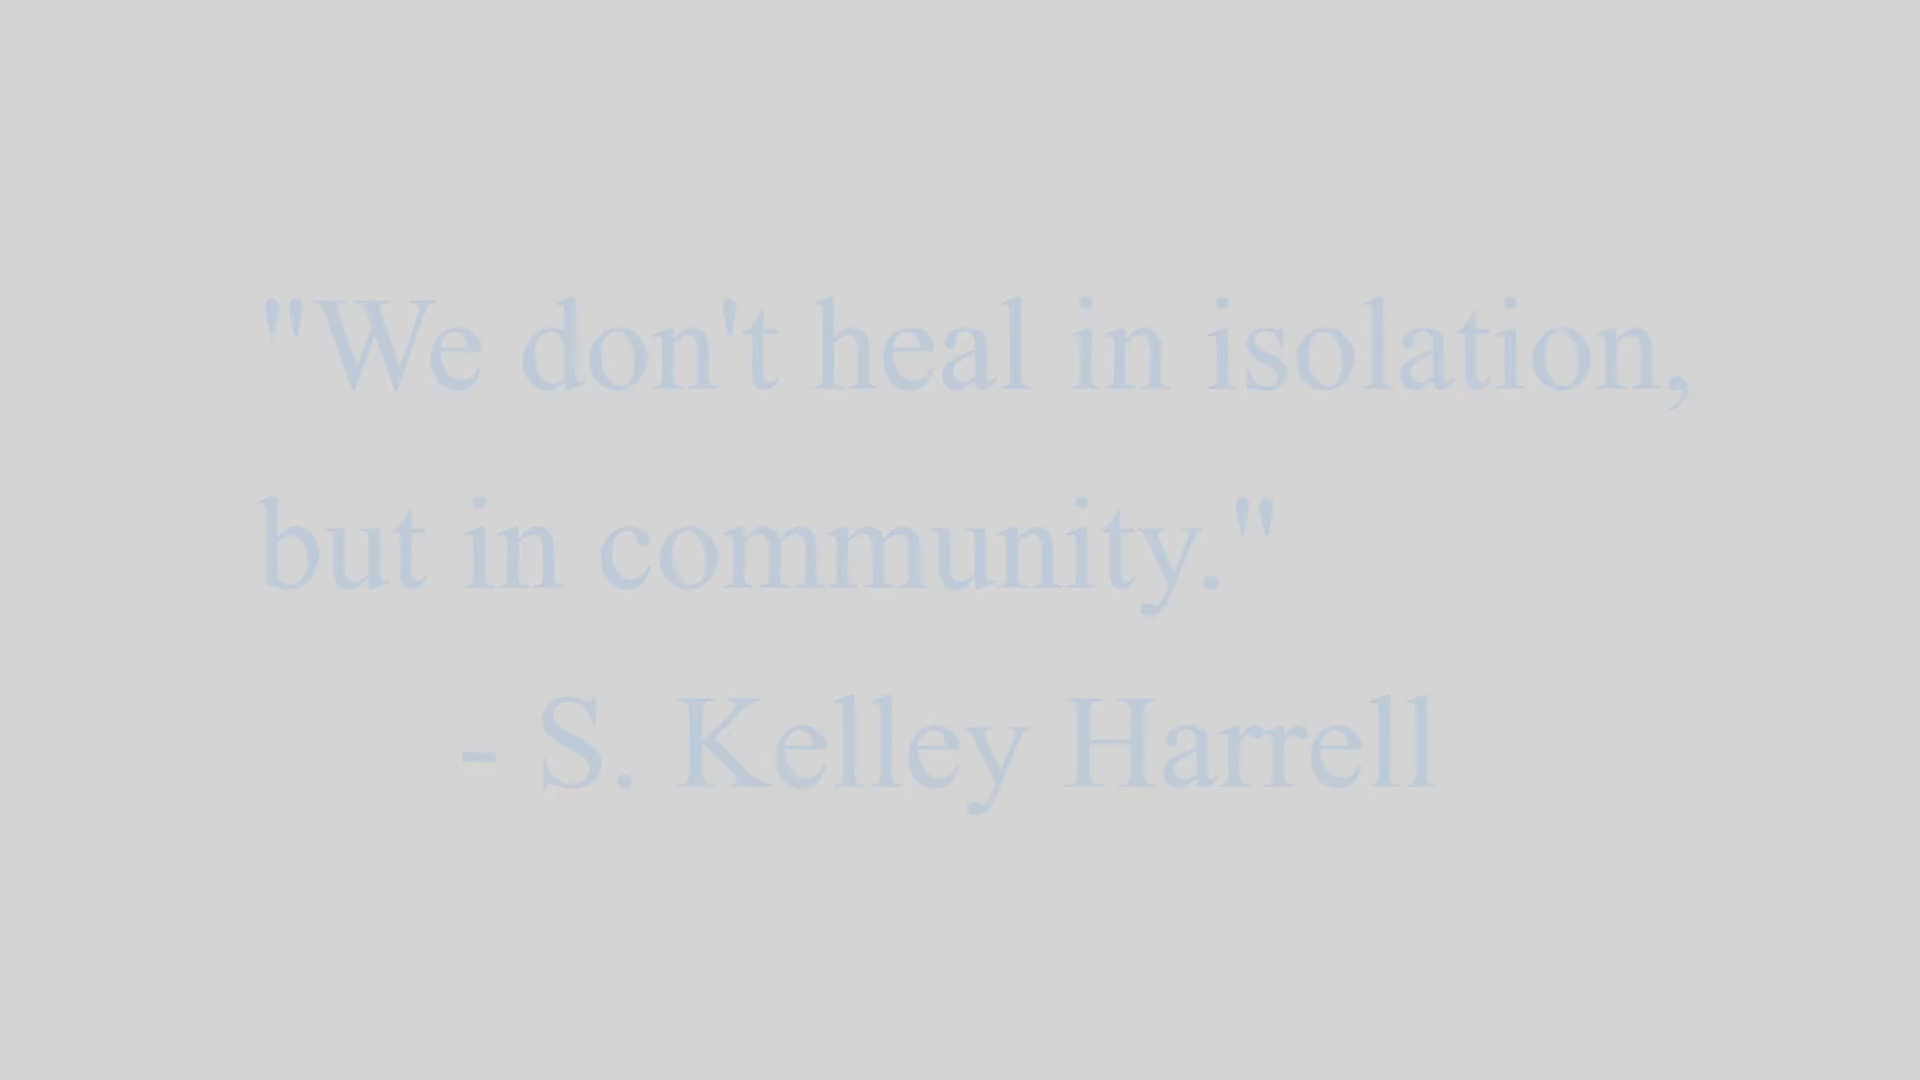 "We don't heal in isolation,
but in community."
- S. Kelley Harrell